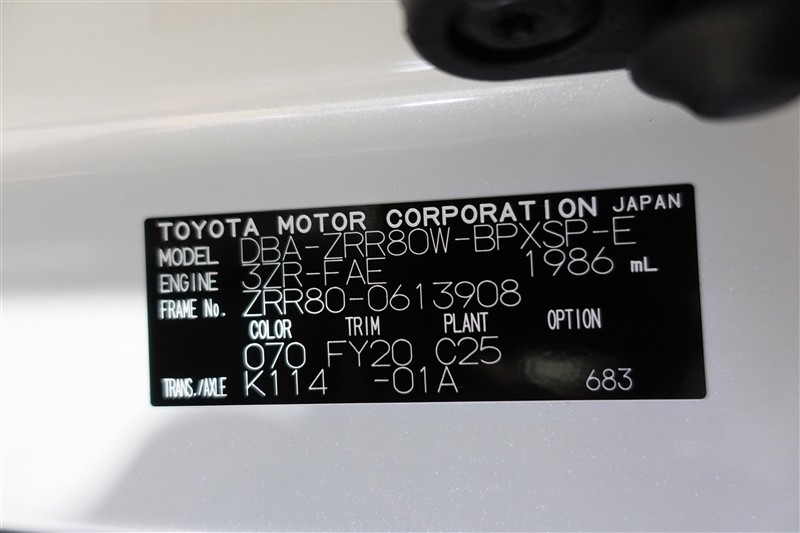 TOYOTA MOTOR CORPORATION JAPAN
MODEL DBA-ZRR80W-BPXSP-E
ENGINE 3ZR-FAE 1986 mL
FRAME No. ZRR80-0613908
COLOR TRIM PLANT OPTION
070 FY20 C25
TRANS./AXLE K114 -01A 683